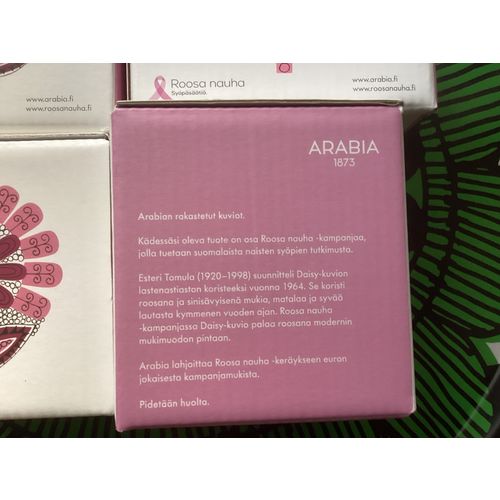 www.arabia.fi
www.roosanauha.fi
Roosa nauha
Syöpäsäätiö
www.arabia.fi
www.roosanauha.fi
ARABIA
1873
Arabian rakastetut kuviot.
Kädessäsi oleva tuote on osa Roosa nauha -kampanjaa,
jolla tuetaan suomalaista naisten syöpien tutkimusta.
Esteri Tomula (1920–1998) suunnitteli Daisy-kuvion
lastenastiaston koristeeksi vuonna 1964. Se koristi
roosana ja sinisävyisenä mukia, matalaa ja syvää
lautasta kymmenen vuoden ajan. Roosa nauha
-kampanjassa Daisy-kuvio palaa roosana modernin
mukimuodon pintaan.
Arabia lahjoittaa Roosa nauha -keräykseen euron
jokaisesta kampanjamukista.
Pidetään huolta.